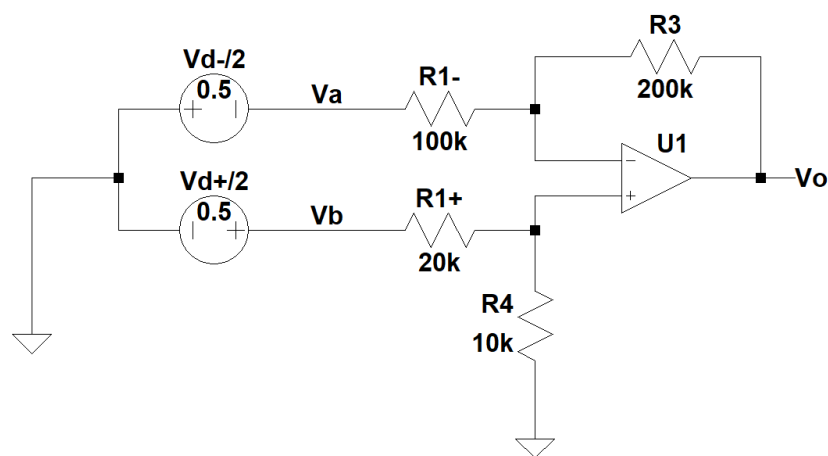 Vd-/2
0.5
Va
R1-
100k
R3
200k
U1
Vo
Vd+/2
0.5
Vb
R1+
20k
R4
10k